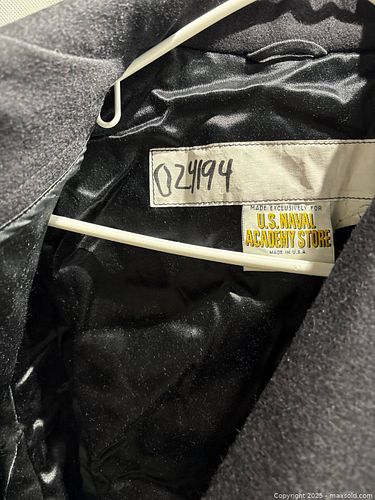 024194
MADE EXCLUSIVELY FOR
U.S. NAVAL
ACADEMY STORE
MADE IN U.S.A.
Copyright © 2025 - maxsold.com